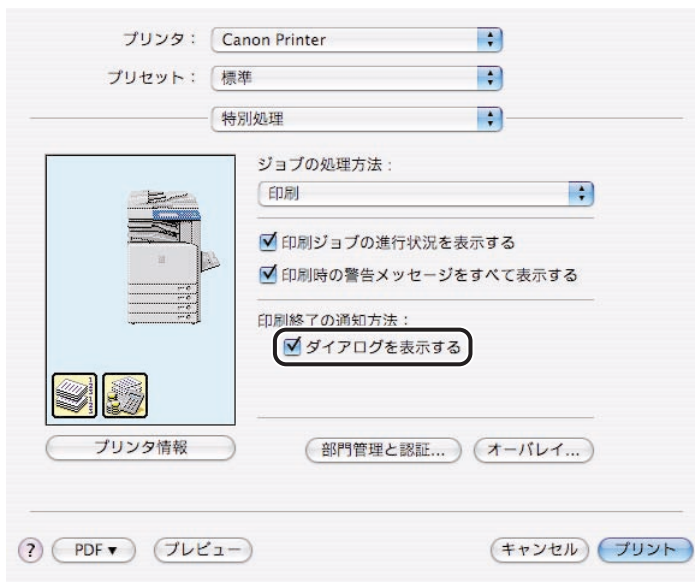 プリンタ： Canon Printer
プリセット： 標準
特別処理
ジョブの処理方法：
印刷
印刷ジョブの進行状況を表示する
印刷時の警告メッセージをすべて表示する
印刷終了の通知方法：
ダイアログを表示する
プリンタ情報
部門管理と認証... オーバレイ...
? PDF▼ プレビュー キャンセル プリント